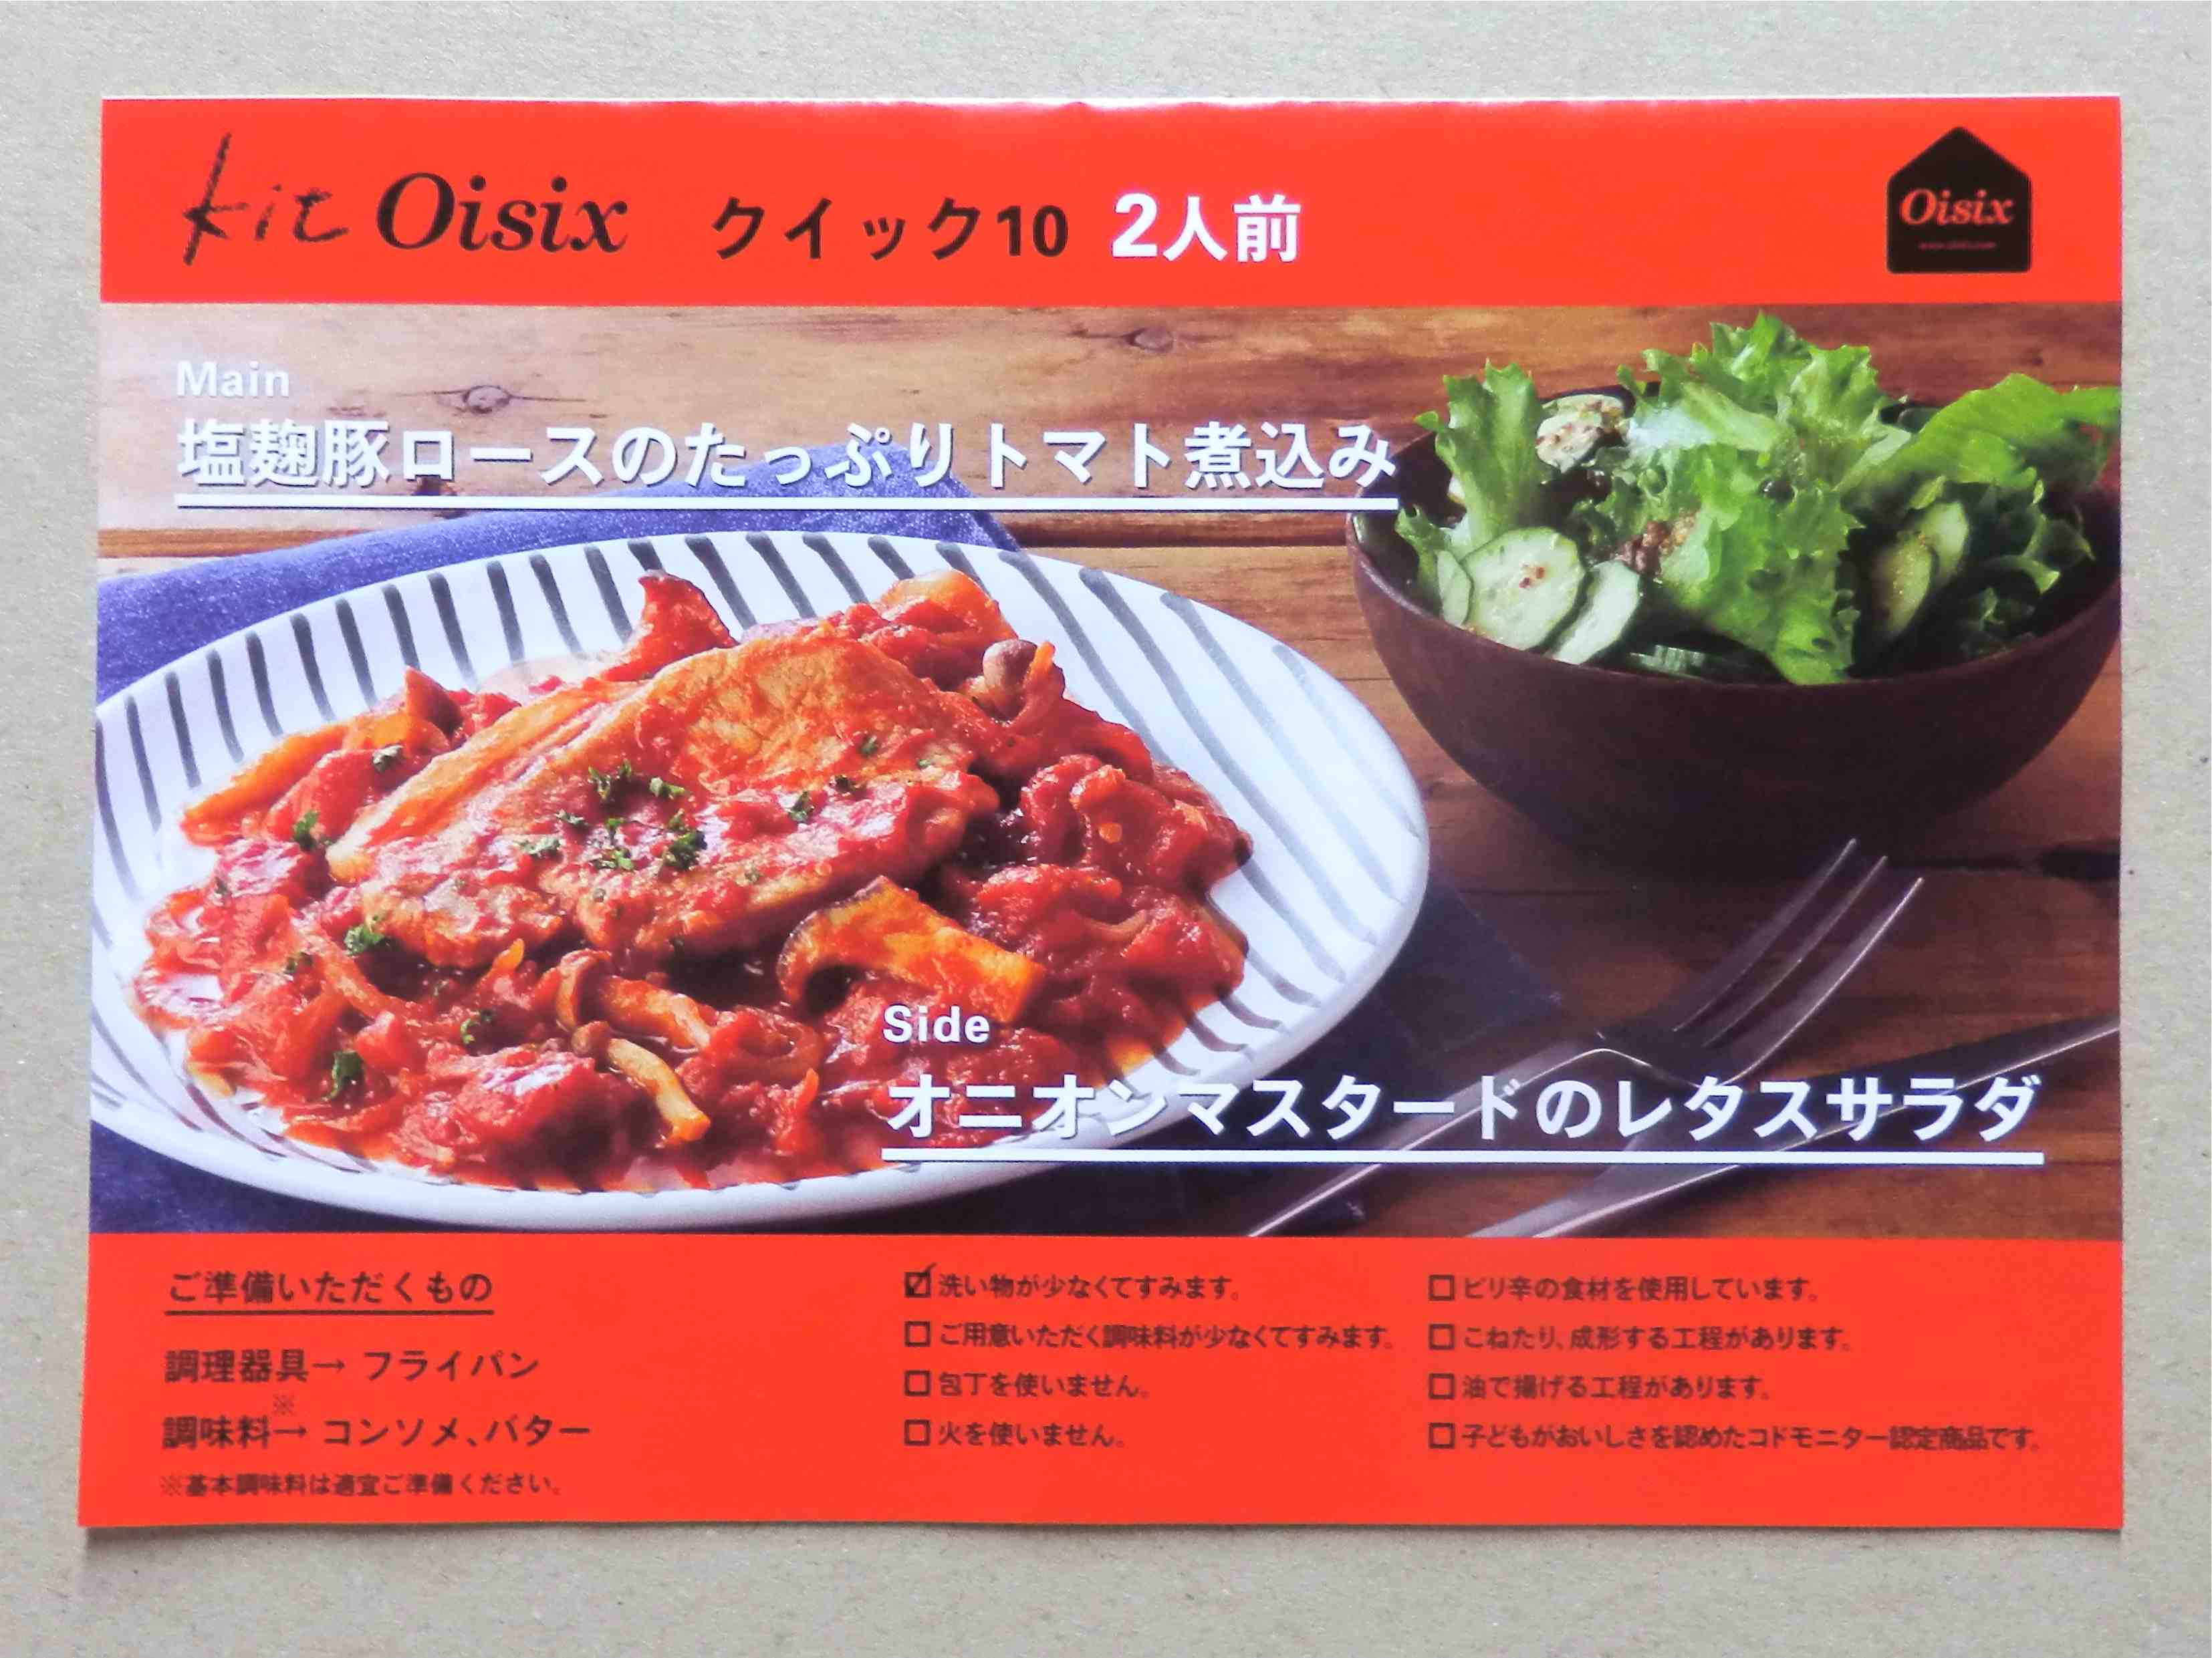 kit Oisix クイック10 2人前
Oisix
Main
塩麹豚ロースのたっぷりトマト煮込み
Side
オニオンマスタードのレタスサラダ
ご準備いただくもの
調理器具→ フライパン
調味料※→ コンソメ、バター
※基本調味料は適宜ご準備ください。
☑洗い物が少なくてすみます。
□ご用意いただく調味料が少なくてすみます。
□包丁を使いません。
□火を使いません。
□ピリ辛の食材を使用しています。
□こねたり、成形する工程があります。
□油で揚げる工程があります。
□子どもがおいしさを認めたコドモニター認定商品です。